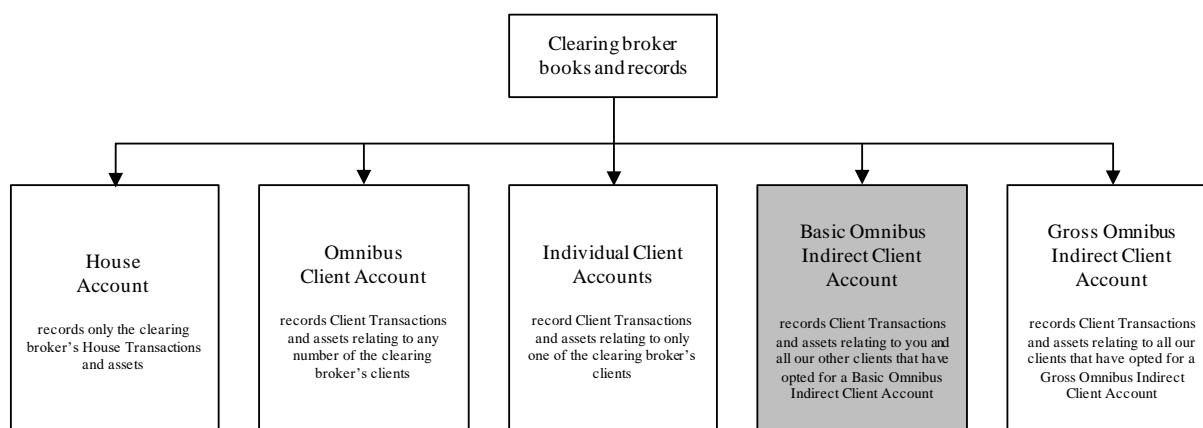 Clearing broker
books and records
House
Account
records only the clearing
broker's House Transactions
and assets
Omnibus
Client Account
records Client Transactions
and assets relating to any
number of the clearing
broker's clients
Individual Client
Accounts
record Client Transactions
and assets relating to only
one of the clearing broker's
clients
Basic Omnibus
Indirect Client
Account
records Client Transactions
and assets relating to you and
all our other clients that have
opted for a Basic Omnibus
Indirect Client Account
Gross Omnibus
Indirect Client
Account
records Client Transactions
and assets relating to all our
clients that have opted for a
Gross Omnibus Indirect
Client Account